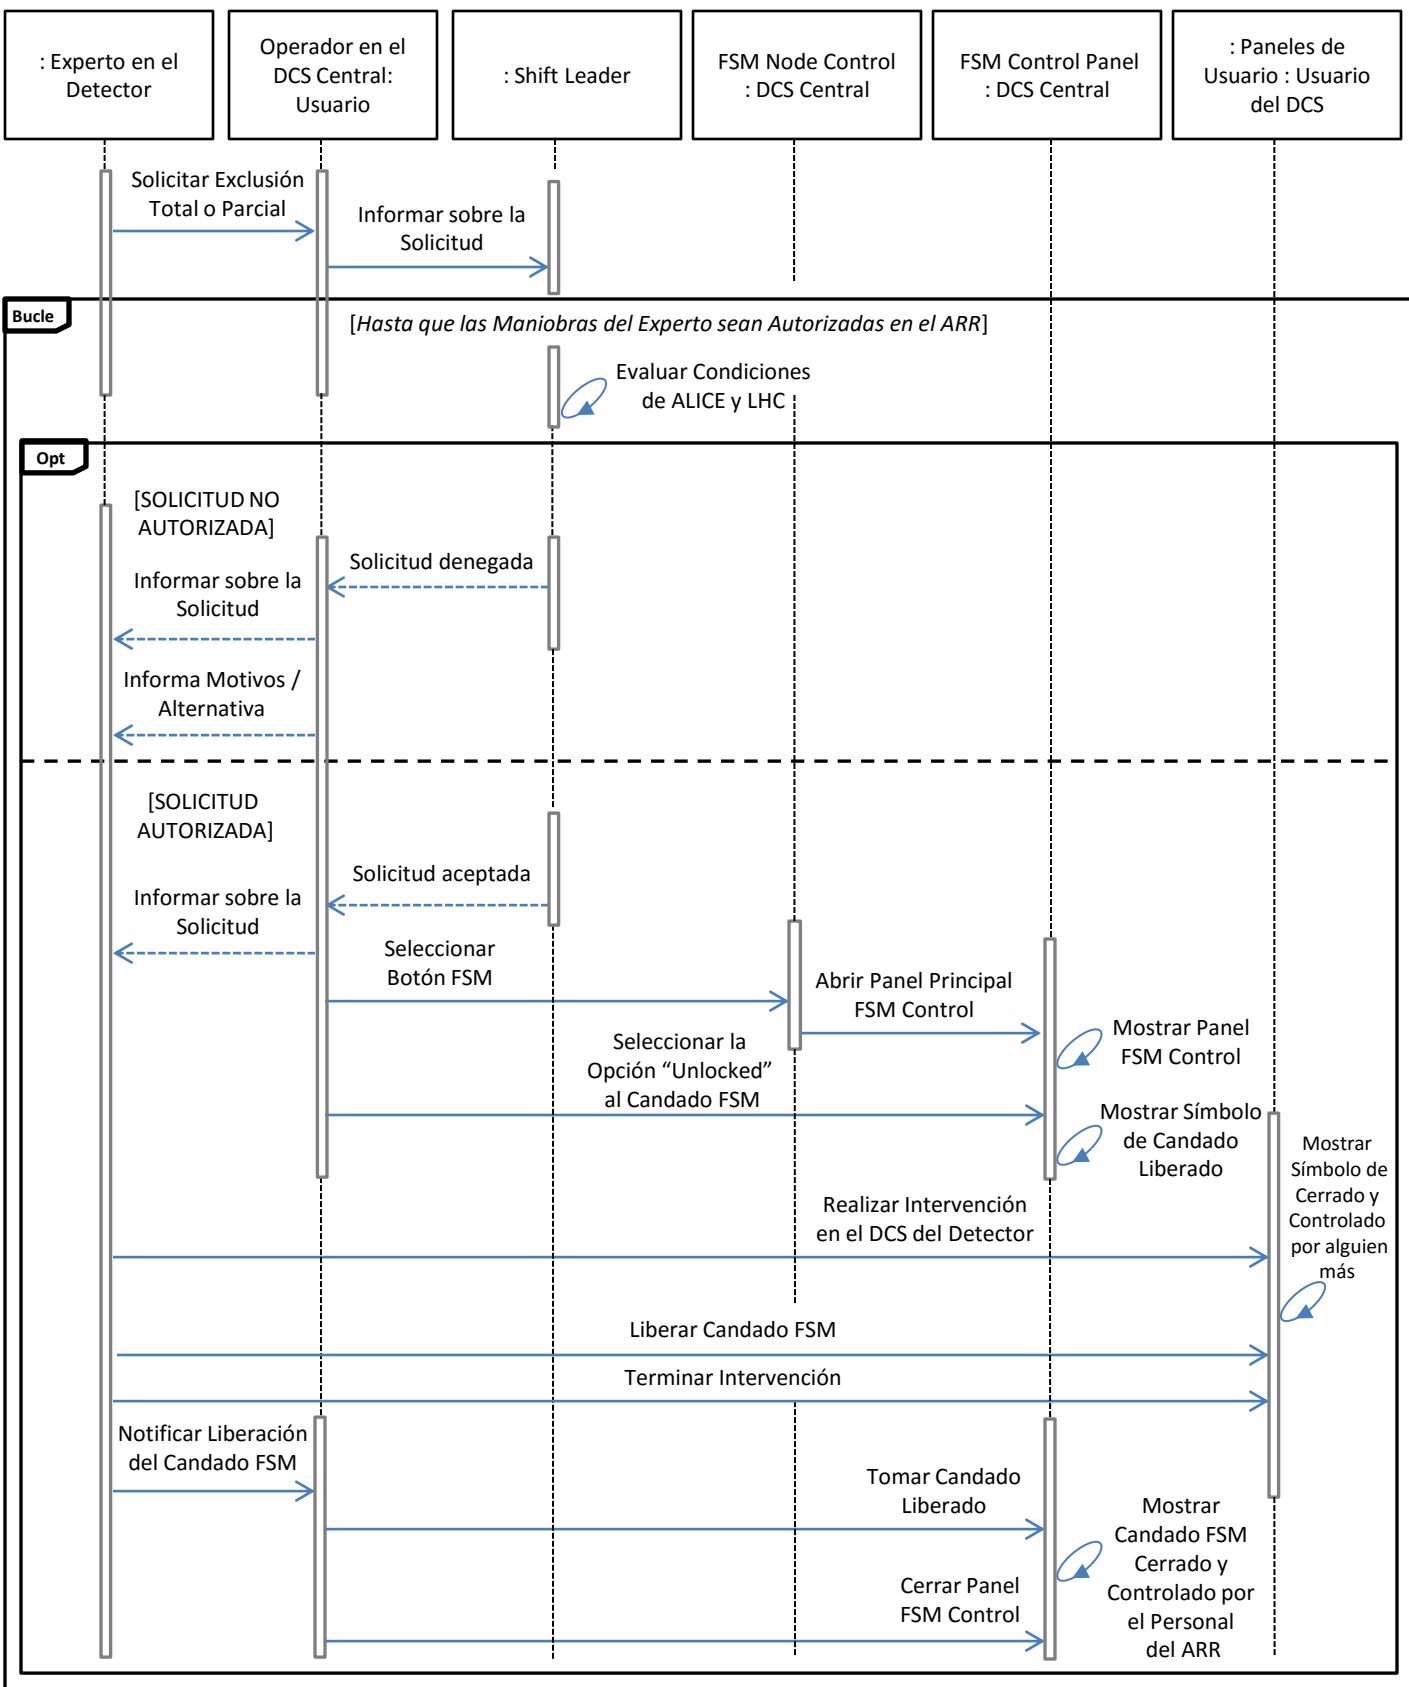 : Experto en el
Detector
Operador en el
DCS Central:
Usuario
: Shift Leader
FSM Node Control
: DCS Central
FSM Control Panel
: DCS Central
: Paneles de
Usuario : Usuario
del DCS
Solicitar Exclusión
Total o Parcial
Informar sobre la
Solicitud
Bucle
[Hasta que las Maniobras del Experto sean Autorizadas en el ARR]
Evaluar Condiciones
de ALICE y LHC
Opt
[SOLICITUD NO
AUTORIZADA]
Solicitud denegada
Informar sobre la
Solicitud
Informa Motivos /
Alternativa
[SOLICITUD
AUTORIZADA]
Solicitud aceptada
Informar sobre la
Solicitud
Seleccionar
Botón FSM
Abrir Panel Principal
FSM Control
Mostrar Panel
FSM Control
Seleccionar la
Opción “Unlocked”
al Candado FSM
Mostrar Símbolo
de Candado
Liberado
Mostrar
Símbolo de
Cerrado y
Controlado
por alguien
más
Realizar Intervención
en el DCS del Detector
Liberar Candado FSM
Terminar Intervención
Notificar Liberación
del Candado FSM
Tomar Candado
Liberado
Mostrar
Candado FSM
Cerrado y
Controlado por
el Personal
del ARR
Cerrar Panel
FSM Control